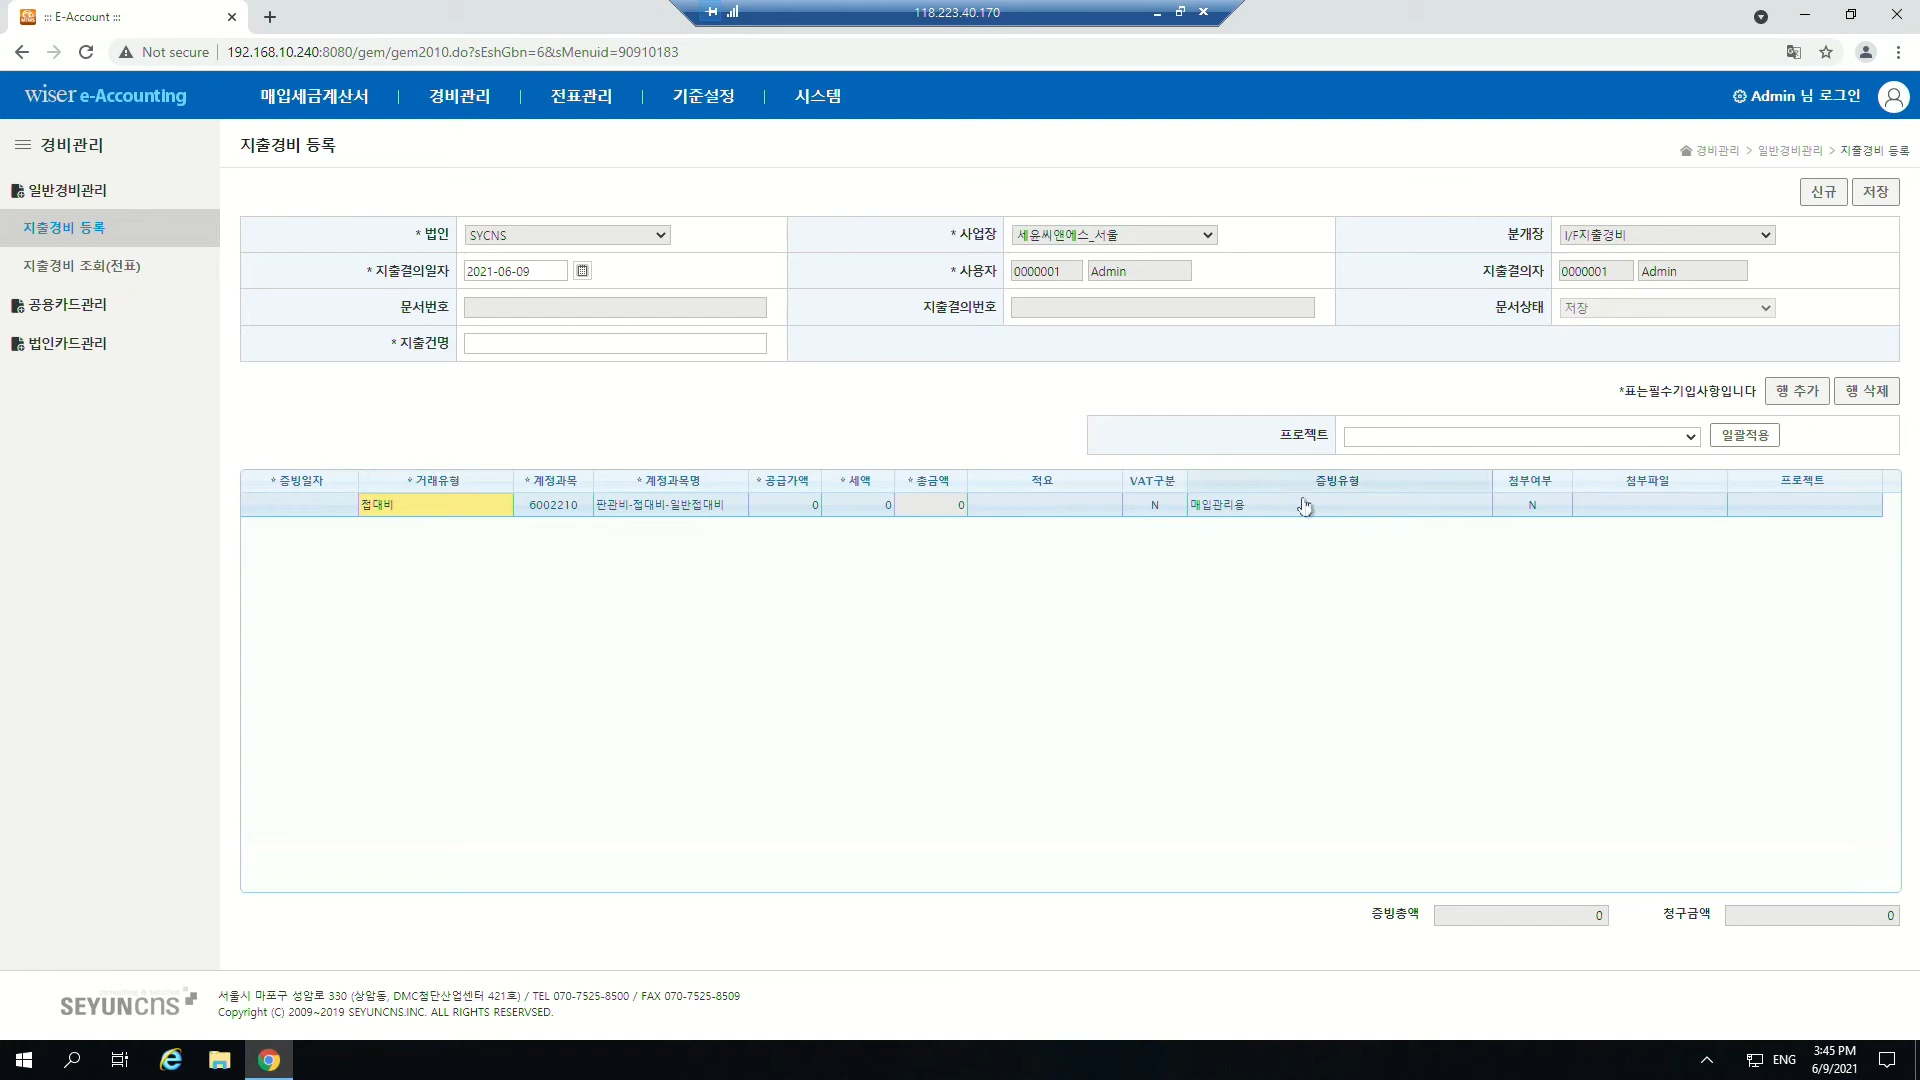 ::: E-Account :::
118.223.40.170
Not secure
192.168.10.240:8080/gem/gem2010.do?sEshGbn=6&sMenuid=90910183
wiser e-Accounting
매입세금계산서 | 경비관리 | 전표관리 | 기준설정 | 시스템
Admin 님 로그인
경비관리
지출경비 등록
경비관리 > 일반경비관리 > 지출경비 등록
일반경비관리
신규
저장
지출경비 등록
* 법인
SYCNS
* 사업장
세윤씨앤에스_서울
분개장
I/F지출경비
지출경비 조회(전표)
* 지출결의일자
2021-06-09
* 사용자
0000001
Admin
지출결의자
0000001
Admin
공용카드관리
문서번호
지출결의번호
문서상태
저장
법인카드관리
* 지출건명
*표는필수기입사항입니다
행 추가
행 삭제
프로젝트
일괄적용
* 증빙일자 * 거래유형 * 계정과목 * 계정과목명 * 공급가액 * 세액 * 총금액 적요 VAT구분 증빙유형 첨부여부 첨부파일 프로젝트
접대비 6002210 판관비-접대비-일반접대비 0 0 0 N 매입관리용 N
증빙총액
0
청구금액
0
SEYUNCNS
서울시 마포구 성암로 330 (상암동, DMC첨단산업센터 421호) / TEL 070-7525-8500 / FAX 070-7525-8509
Copyright (C) 2009~2019 SEYUNCNS.INC. ALL RIGHTS RESERVSED.
ENG
3:45 PM
6/9/2021